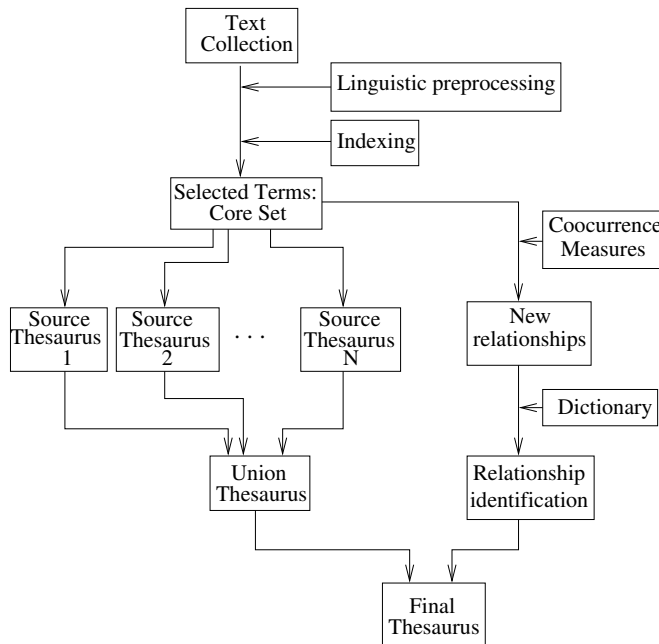 Text
Collection
Linguistic preprocessing
Indexing
Selected Terms:
Core Set
Coocurrence
Measures
Source
Thesaurus
1
Source
Thesaurus
2
. . .
Source
Thesaurus
N
New
relationships
Dictionary
Union
Thesaurus
Relationship
identification
Final
Thesaurus